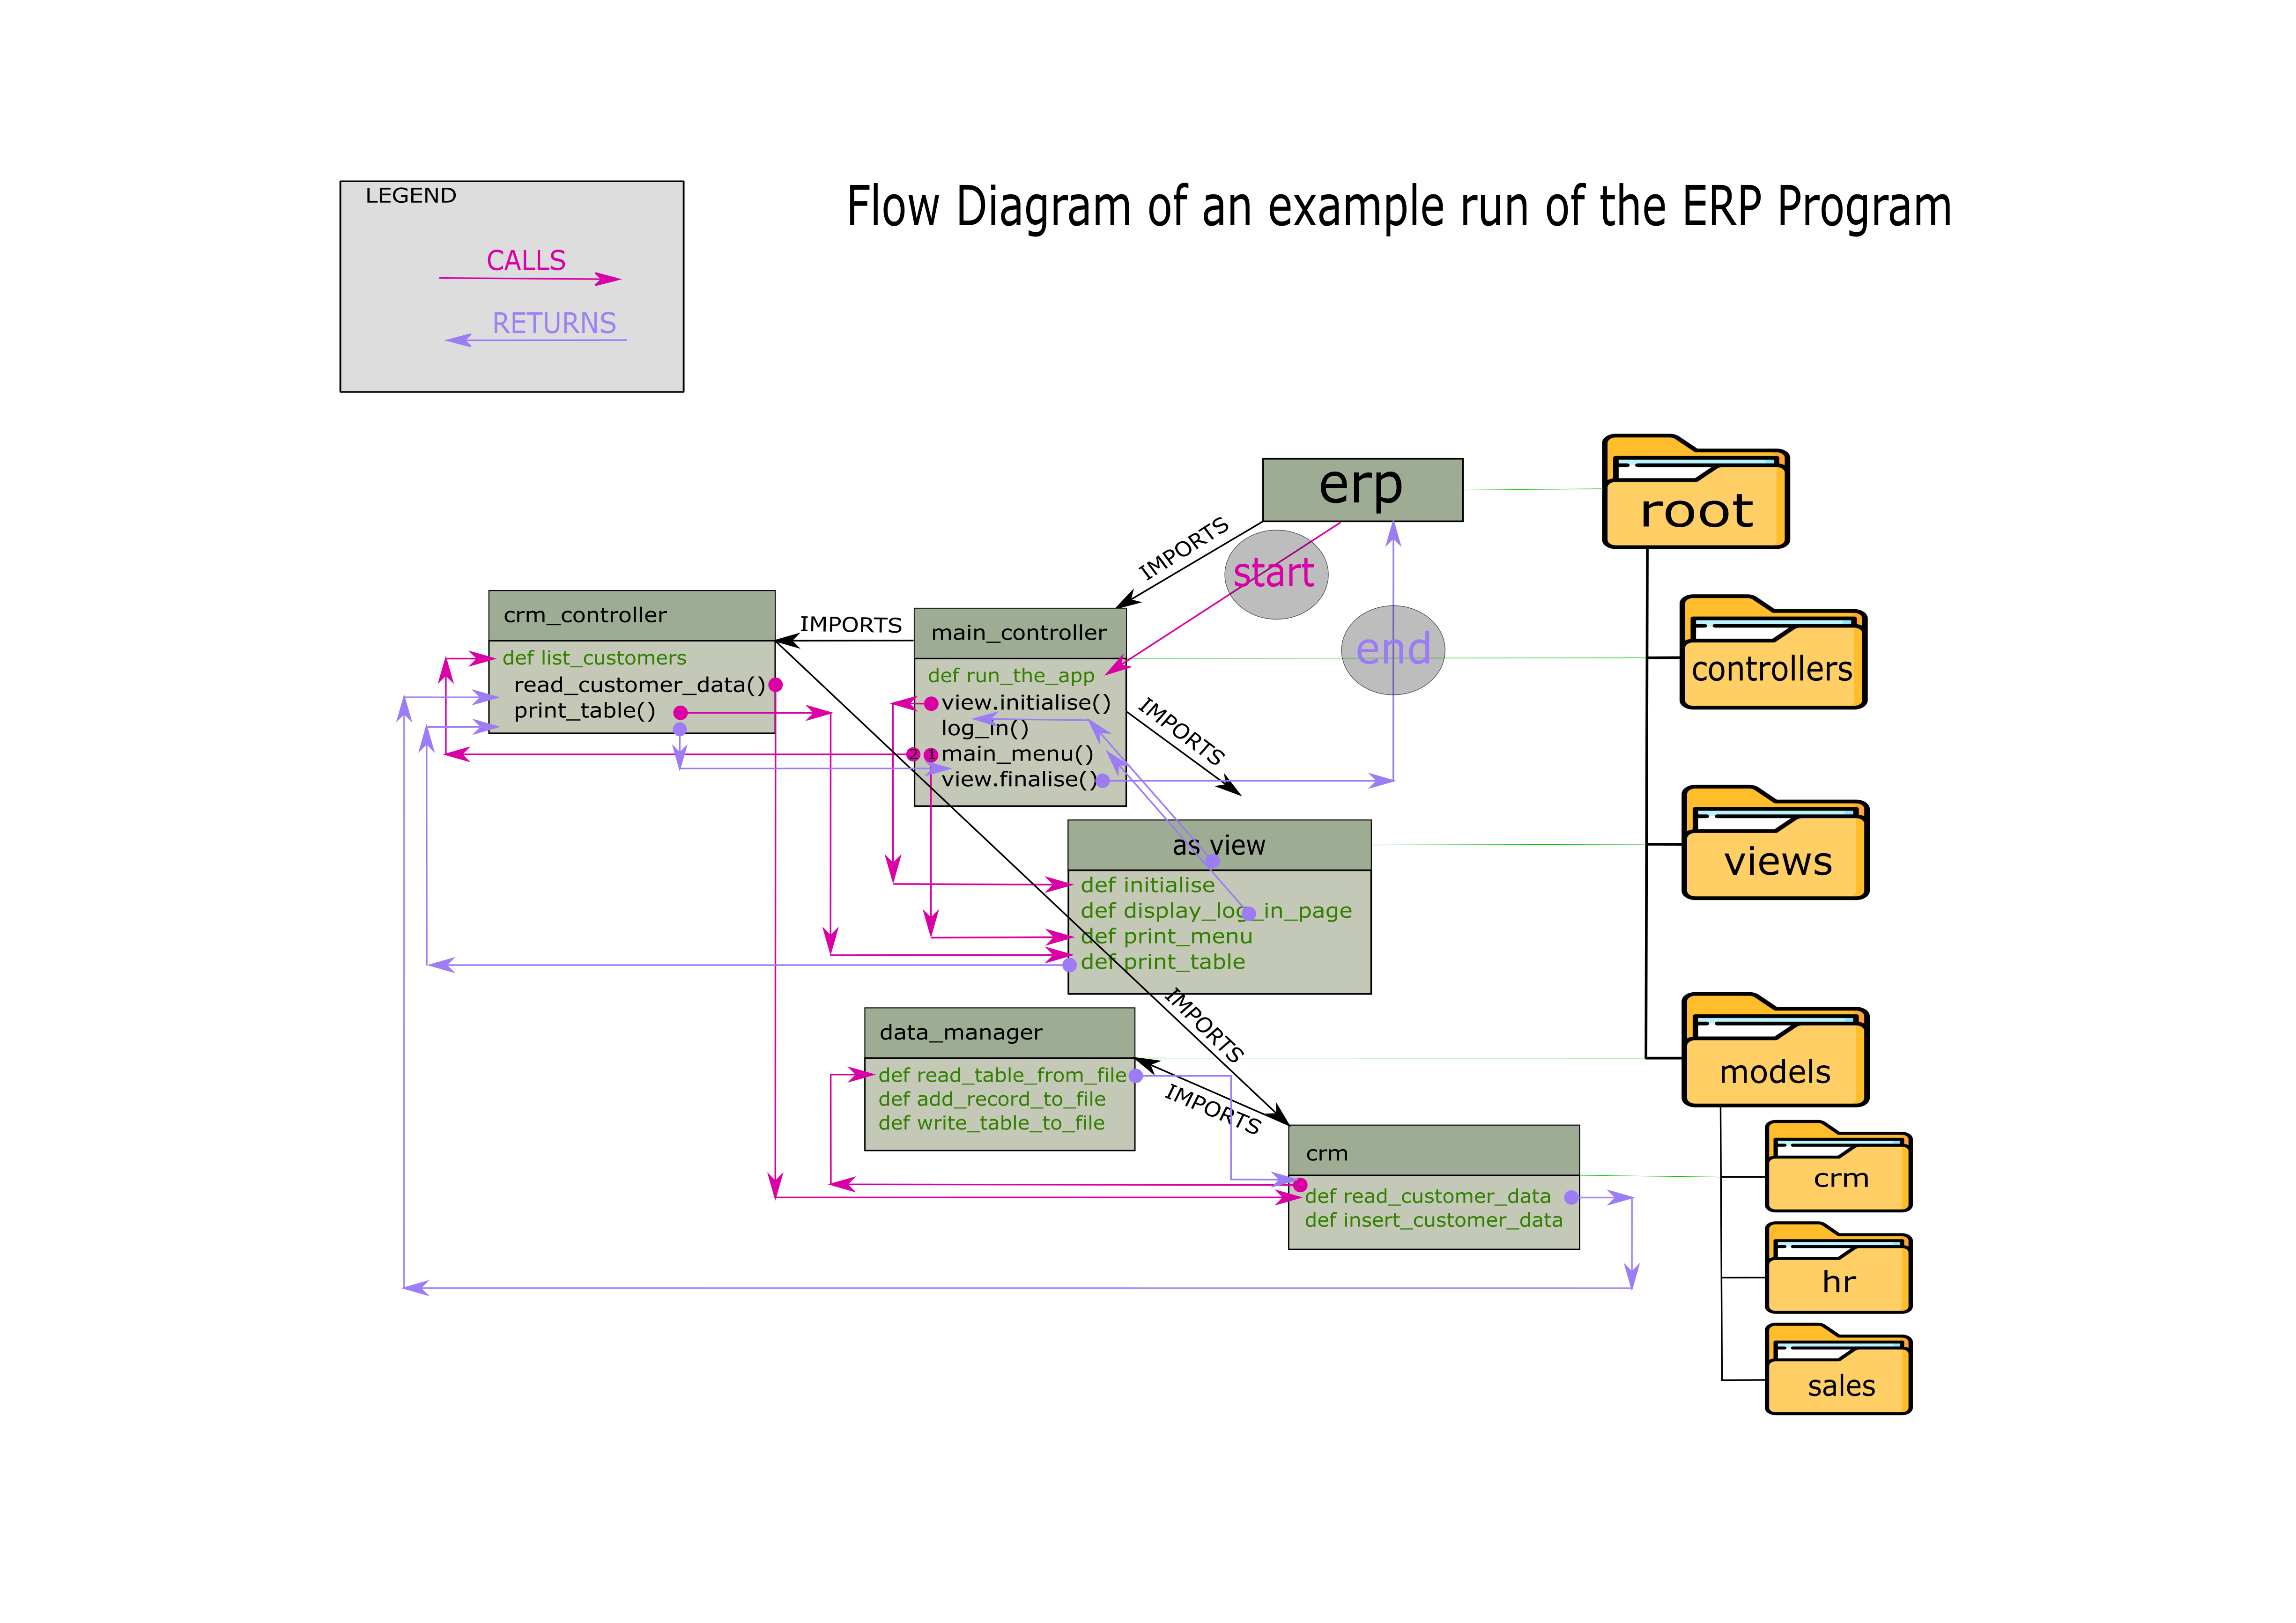 Flow Diagram of an example run of the ERP Program
LEGEND
CALLS
RETURNS
erp
root
IMPORTS
start
end
crm_controller
IMPORTS
main_controller
controllers
def list_customers
read_customer_data()
print_table()
def run_the_app
view.initialise()
log_in()
2 1 main_menu()
view.finalise()
IMPORTS
as view
views
def initialise
def display_log_in_page
def print_menu
def print_table
IMPORTS
data_manager
models
def read_table_from_file
def add_record_to_file
def write_table_to_file
IMPORTS
crm
def read_customer_data
def insert_customer_data
crm
hr
sales